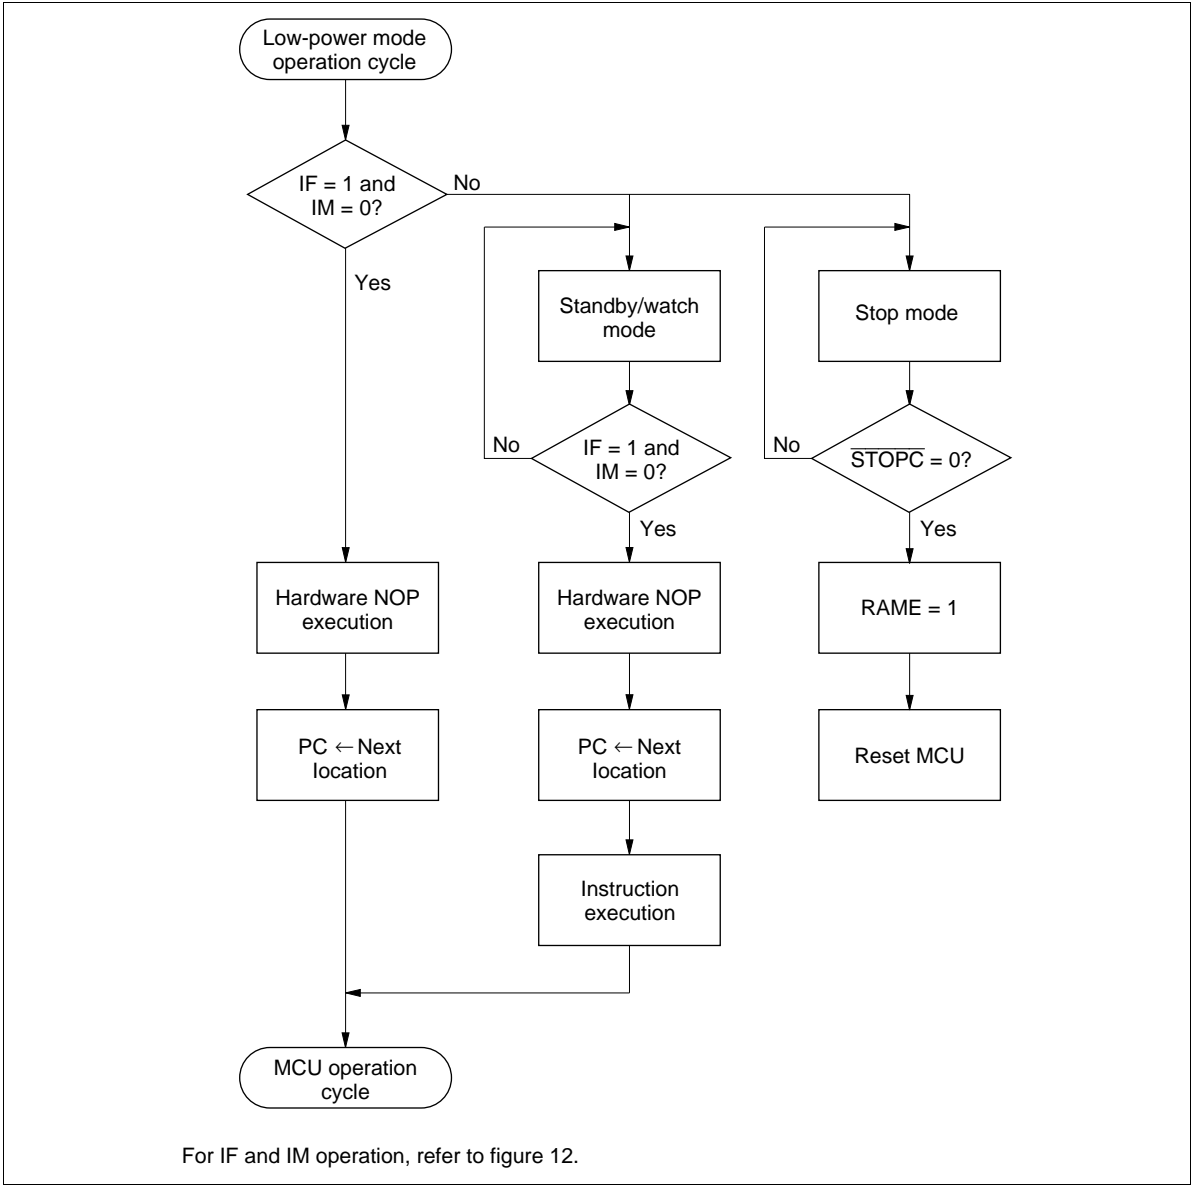 Low-power mode
operation cycle
IF = 1 and
IM = 0?
No
Yes
Standby/watch
mode
Stop mode
No
IF = 1 and
IM = 0?
No
STOPC = 0?
Yes
Yes
Hardware NOP
execution
Hardware NOP
execution
RAME = 1
PC ← Next
location
PC ← Next
location
Reset MCU
Instruction
execution
MCU operation
cycle
For IF and IM operation, refer to figure 12.